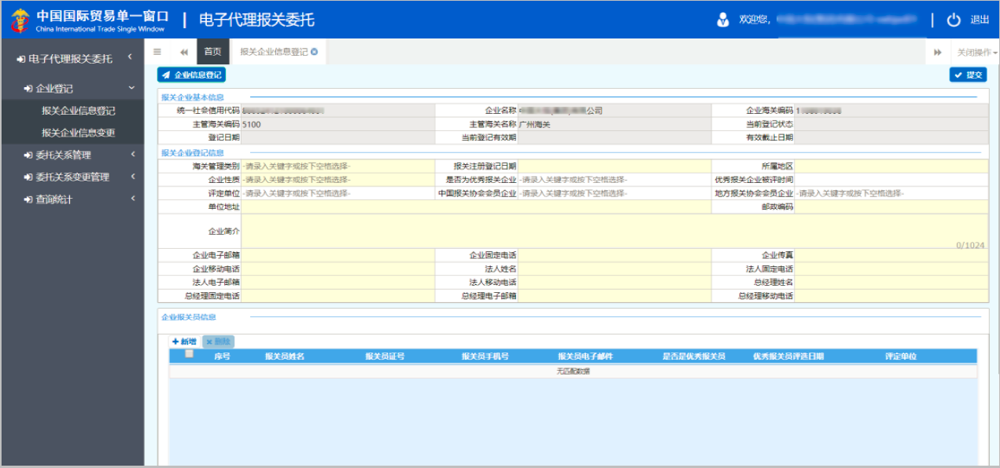 中国国际贸易单一窗口 | 电子代理报关委托
China International Trade Single Window
欢迎您,
退出
电子代理报关委托
企业登记
报关企业信息登记
报关企业信息变更
委托关系管理
委托关系变更管理
查询统计
首页 报关企业信息登记 关闭操作
企业信息登记 提交
报关企业基本信息
统一社会信用代码 企业名称 公司 企业海关编码
主管海关编码 5100 主管海关名称 广州海关 当前登记状态
登记日期 当前登记有效期 有效截止日期
报关企业登记信息
海关管理类别 -请录入关键字或按下空格选择- 报关注册登记日期 所属地区
企业性质 -请录入关键字或按下空格选择- 是否为优秀报关企业 -请录入关键字或按下空格选择- 优秀报关企业被评时间
评定单位 -请录入关键字或按下空格选择- 中国报关协会会员企业 -请录入关键字或按下空格选择- 地方报关协会会员企业 -请录入关键字或按下空格选择-
单位地址 邮政编码
企业简介
0/1024
企业电子邮箱 企业固定电话 企业传真
企业移动电话 法人姓名 法人固定电话
法人电子邮箱 法人移动电话 总经理姓名
总经理固定电话 总经理电子邮箱 总经理移动电话
企业报关员信息
新增 删除
序号 报关员姓名 报关员证号 报关员手机号 报关员电子邮件 是否是优秀报关员 优秀报关员评选日期 评定单位
无匹配数据